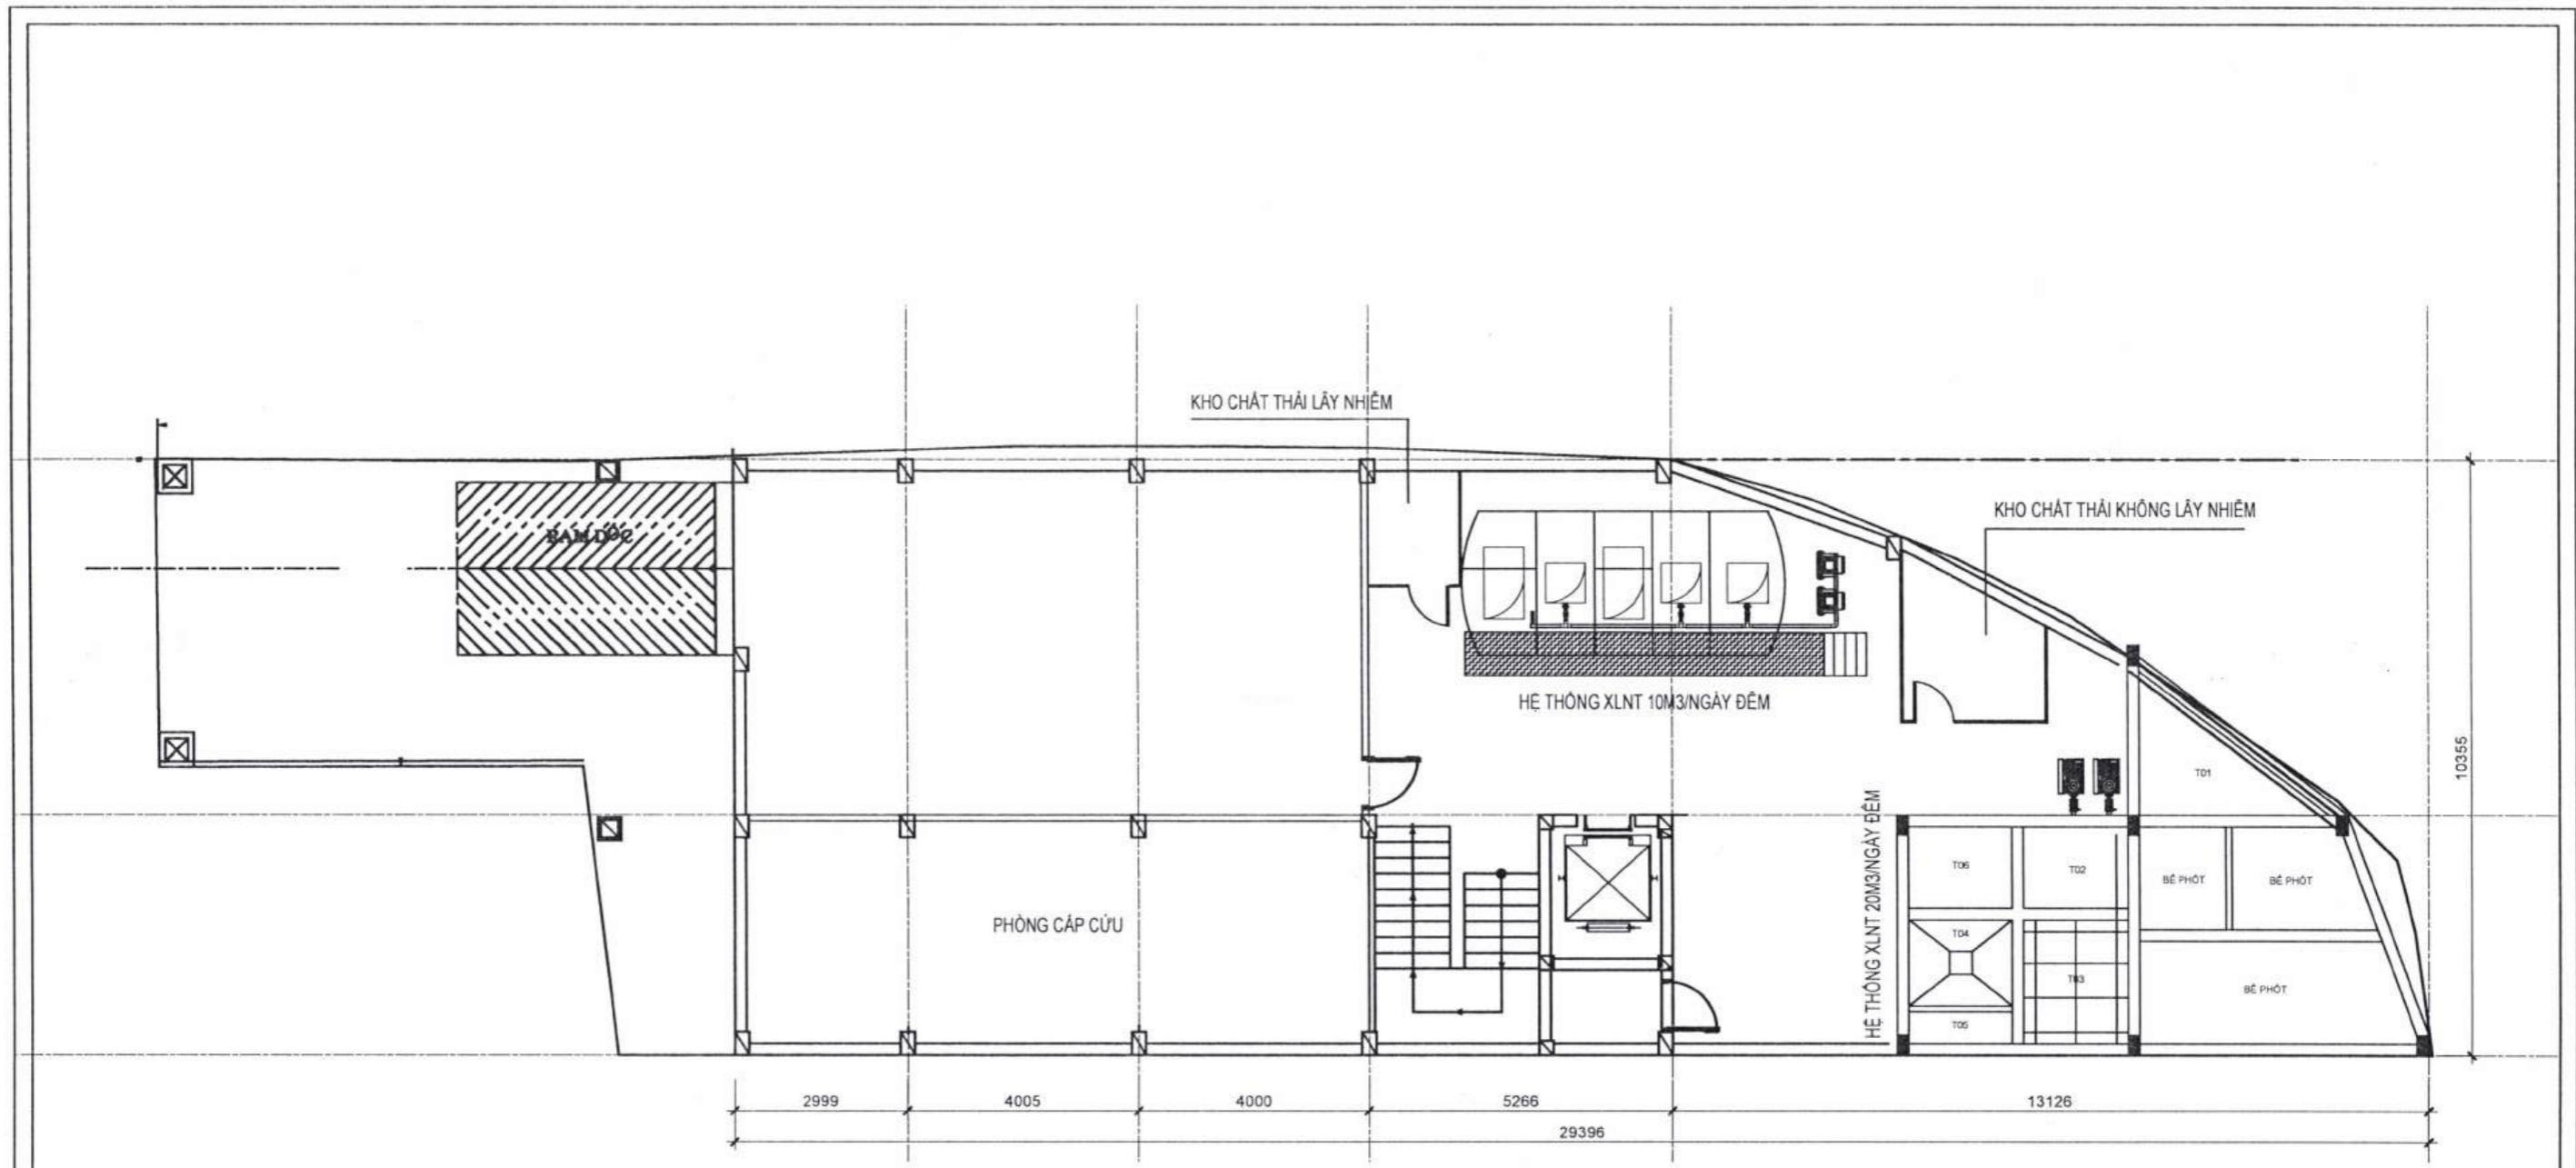 KHO CHẤT THẢI LÂY NHIỄM
KHO CHẤT THẢI KHÔNG LÂY NHIỄM
HỆ THỐNG XLNT 10M3/NGÀY ĐÊM
HỆ THỐNG XLNT 20M3/NGÀY ĐÊM
T01
10355
T06
T02
BỂ PHỐT
BỂ PHỐT
PHÒNG CẤP CỨU
T04
T03
BỂ PHỐT
T05
2999
4005
4000
5266
13126
29396